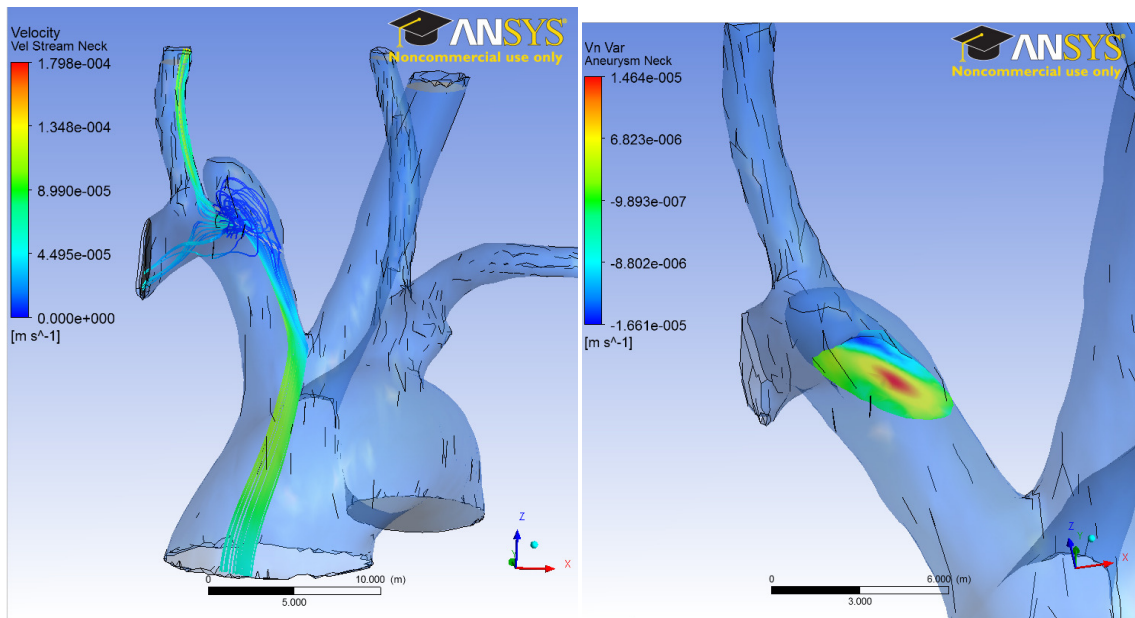 Velocity
Vel Stream Neck
1.798e-004
1.348e-004
8.990e-005
4.495e-005
0.000e+000
[m s^-1]
ANSYS
Noncommercial use only
Z
Y
X
0 10.000 (m)
5.000
Vn Var
Aneurysm Neck
1.464e-005
6.823e-006
-9.893e-007
-8.802e-006
-1.661e-005
[m s^-1]
ANSYS
Noncommercial use only
Z
Y
X
0 6.000 (m)
3.000